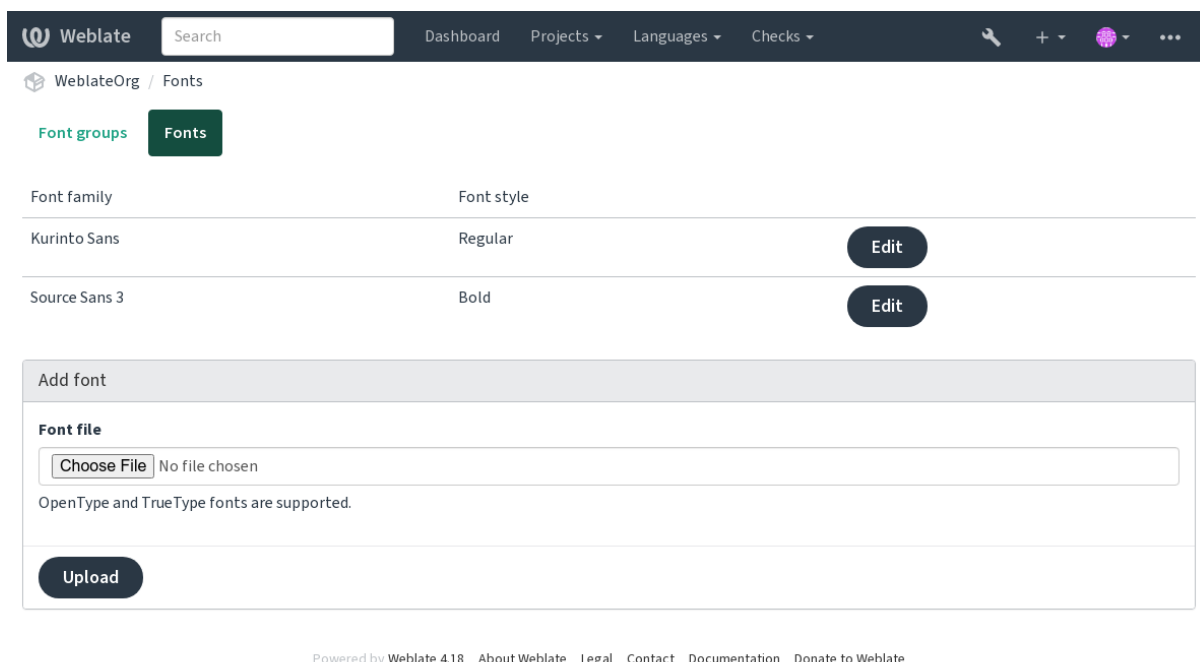 Weblate Search Dashboard Projects Languages Checks
WeblateOrg / Fonts
Font groups Fonts
Font family Font style
Kurinto Sans Regular Edit
Source Sans 3 Bold Edit
Add font
Font file
Choose File No file chosen
OpenType and TrueType fonts are supported.
Upload
Powered by Weblate 4.18 About Weblate Legal Contact Documentation Donate to Weblate